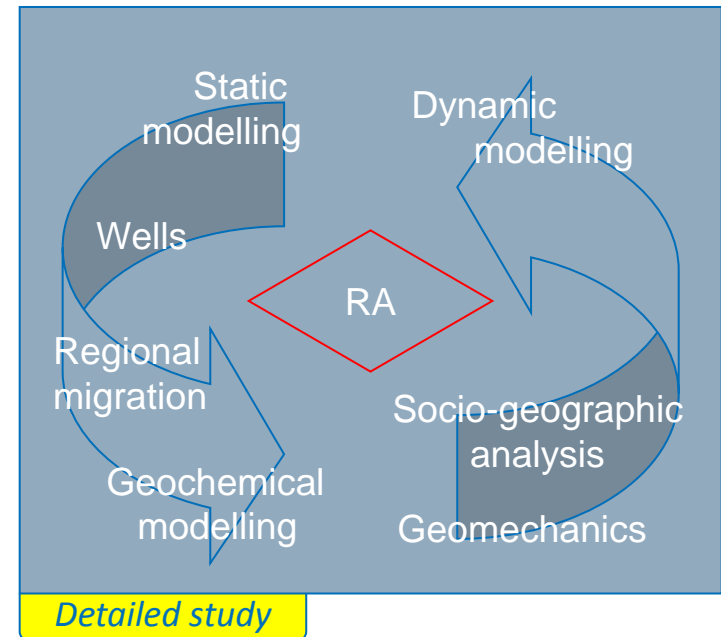 Static
modelling
Dynamic
modelling
Wells
RA
Regional
migration
Socio-geographic
analysis
Geochemical
modelling
Geomechanics
Detailed study